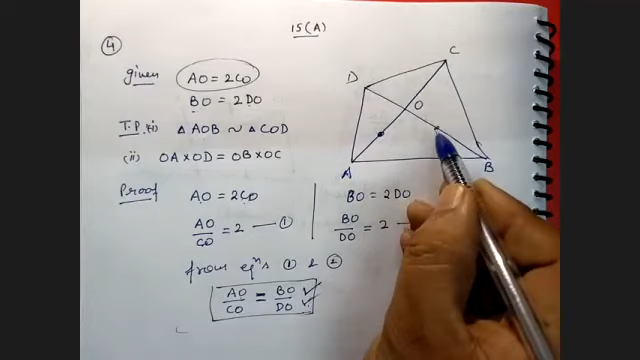 15(A)
4
given AO = 2CO
BO = 2DO
T.P. (i) △AOB ~ △COD
(ii) OA × OD = OB × OC
Proof AO = 2CO
AO/CO = 2 — ①
BO = 2DO
BO/DO = 2 —
from eqⁿs ① & ②
AO/CO = BO/DO
D
C
O
A
B